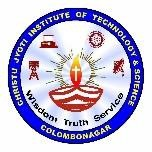 CHRISTU JYOTI INSTITUTE OF TECHNOLOGY & SCIENCE
Wisdom Truth Service
COLOMBONAGAR